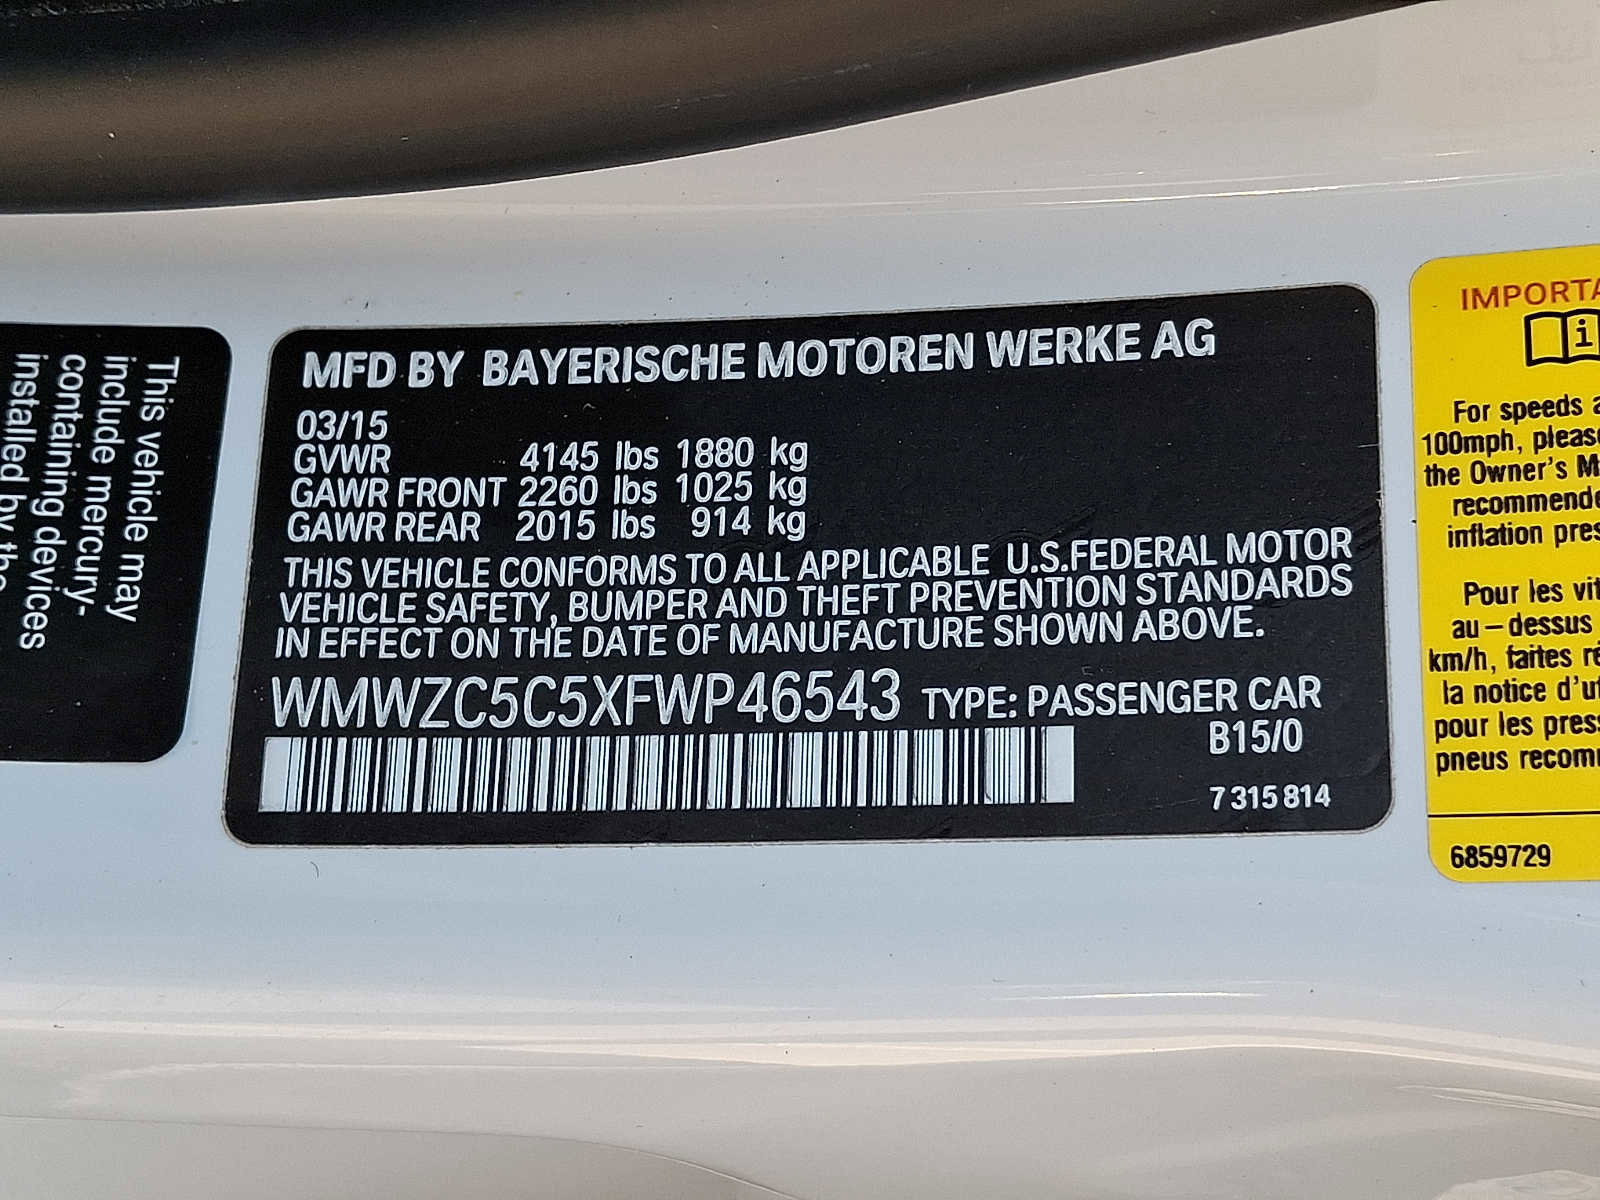 This vehicle may
include mercury-
containing devices
installed by the
MFD BY BAYERISCHE MOTOREN WERKE AG
03/15
GVWR 4145 lbs 1880 kg
GAWR FRONT 2260 lbs 1025 kg
GAWR REAR 2015 lbs 914 kg
THIS VEHICLE CONFORMS TO ALL APPLICABLE U.S.FEDERAL MOTOR
VEHICLE SAFETY, BUMPER AND THEFT PREVENTION STANDARDS
IN EFFECT ON THE DATE OF MANUFACTURE SHOWN ABOVE.
WMWZC5C5XFWP46543 TYPE: PASSENGER CAR
B15/0
7 315 814
IMPORTA
i
For speeds a
100mph, please
the Owner's M
recommende
inflation pres
Pour les vit
au – dessus
km/h, faites ré
la notice d'ut
pour les press
pneus recom
6859729